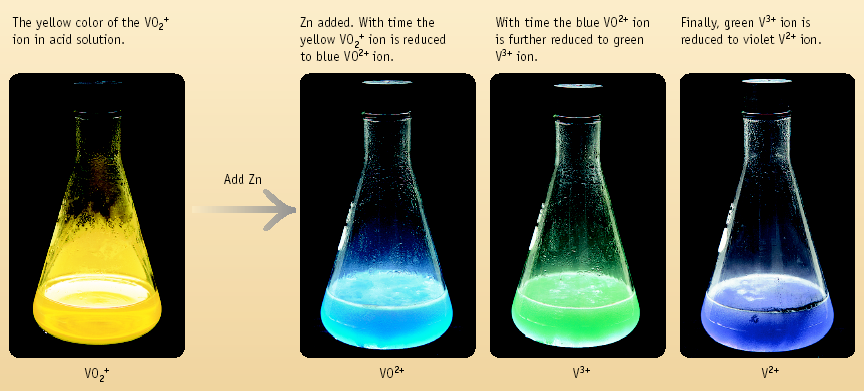 The yellow color of the VO₂⁺
ion in acid solution.
Zn added. With time the
yellow VO₂⁺ ion is reduced
to blue VO²⁺ ion.
With time the blue VO²⁺ ion
is further reduced to green
V³⁺ ion.
Finally, green V³⁺ ion is
reduced to violet V²⁺ ion.
Add Zn
VO₂⁺
VO²⁺
V³⁺
V²⁺